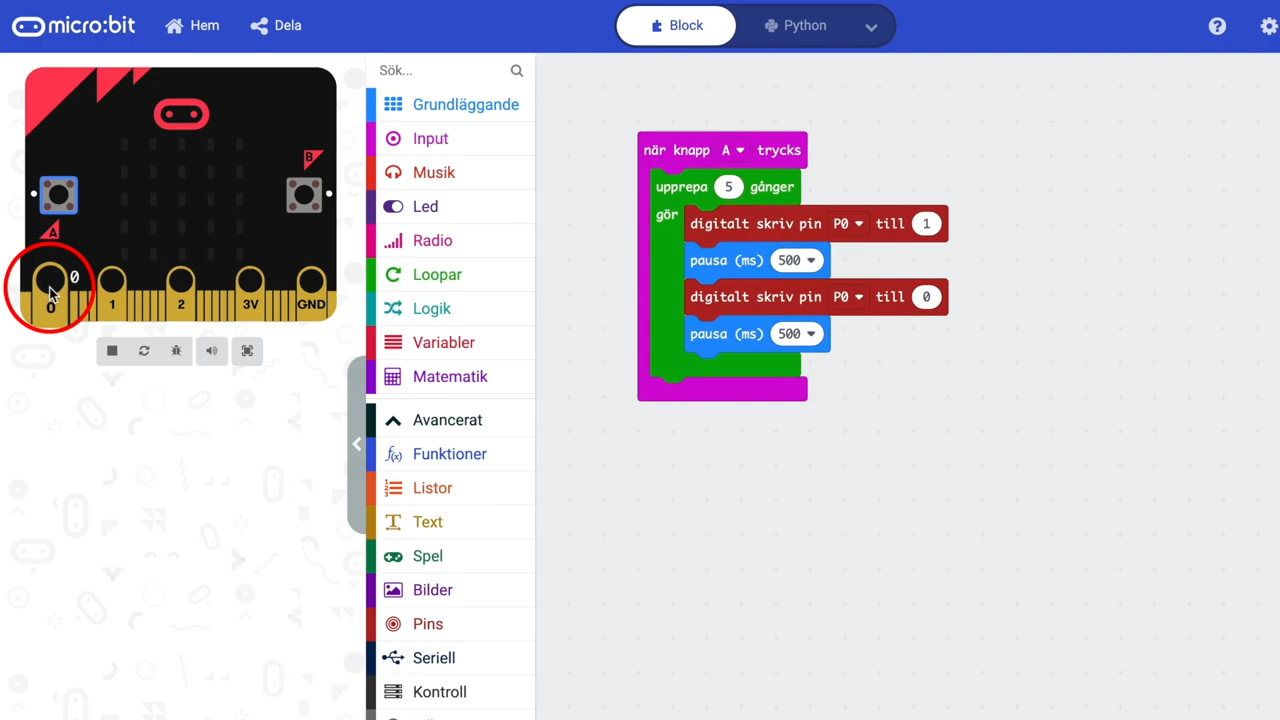 micro:bit Hem Dela Block Python
Sök...
Grundläggande
Input
Musik
Led
Radio
Loopar
Logik
Variabler
Matematik
Avancerat
Funktioner
Listor
Text
Spel
Bilder
Pins
Seriell
Kontroll
B
A
0
0 1 2 3V GND
när knapp A trycks
upprepa 5 gånger
gör
digitalt skriv pin P0 till 1
pausa (ms) 500
digitalt skriv pin P0 till 0
pausa (ms) 500